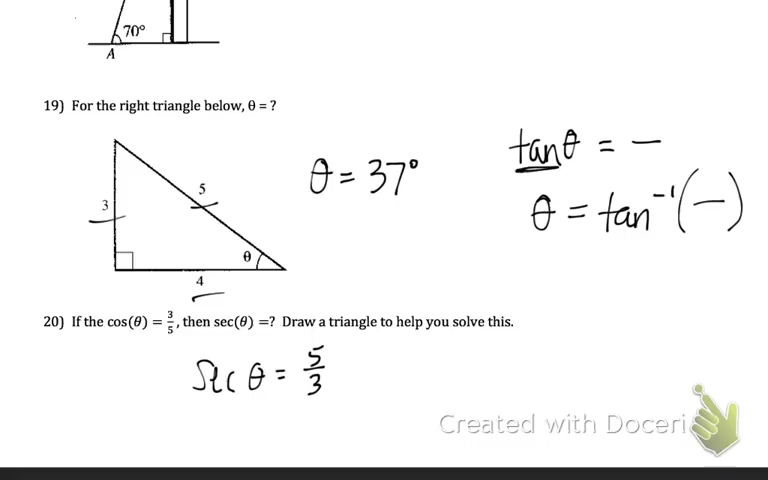 70°
A
19) For the right triangle below, θ = ?
tanθ = —
5
θ = 37°
3
θ = tan⁻¹(—)
θ
4
20) If the cos(θ) = 3/5, then sec(θ) =? Draw a triangle to help you solve this.
sec θ = 5/3
Created with Doceri